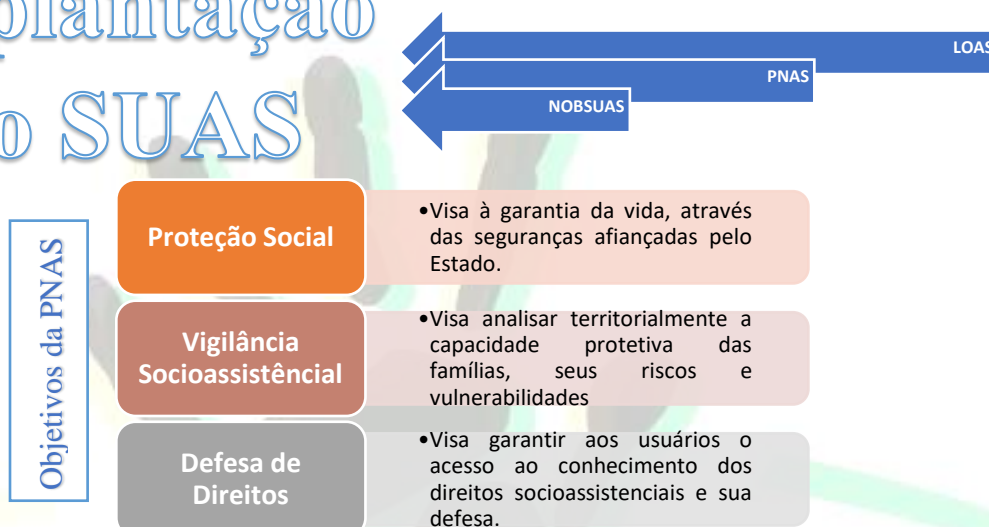 plantação
o SUAS
LOAS
PNAS
NOBSUAS
Objetivos da PNAS
Proteção Social
•Visa à garantia da vida, através
das seguranças afiançadas pelo
Estado.
Vigilância
Socioassistêncial
•Visa analisar territorialmente a
capacidade protetiva das
famílias, seus riscos e
vulnerabilidades
Defesa de
Direitos
•Visa garantir aos usuários o
acesso ao conhecimento dos
direitos socioassistenciais e sua
defesa.